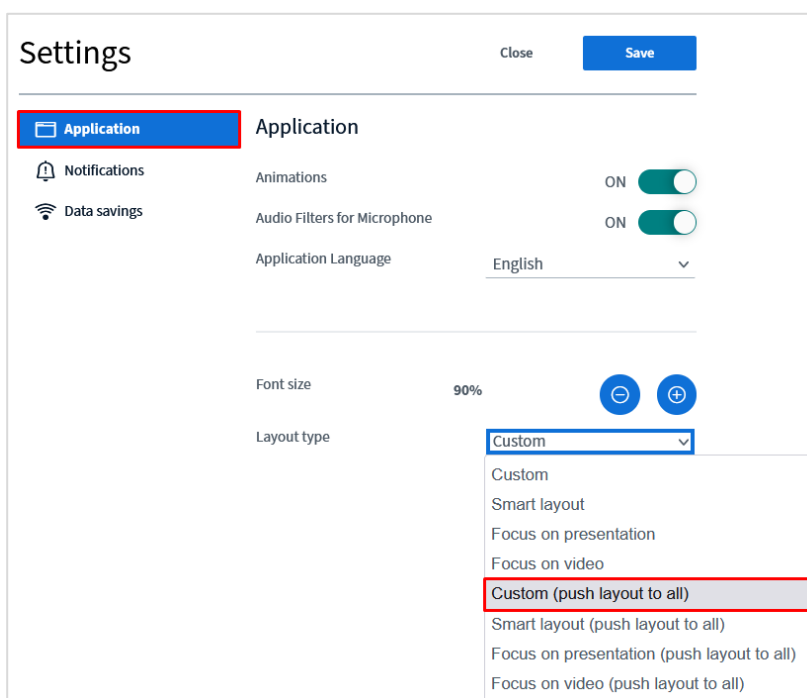 Settings
Close
Save
Application
Notifications
Data savings
Application
Animations
ON
Audio Filters for Microphone
ON
Application Language
English
Font size
90%
Layout type
Custom
Custom
Smart layout
Focus on presentation
Focus on video
Custom (push layout to all)
Smart layout (push layout to all)
Focus on presentation (push layout to all)
Focus on video (push layout to all)